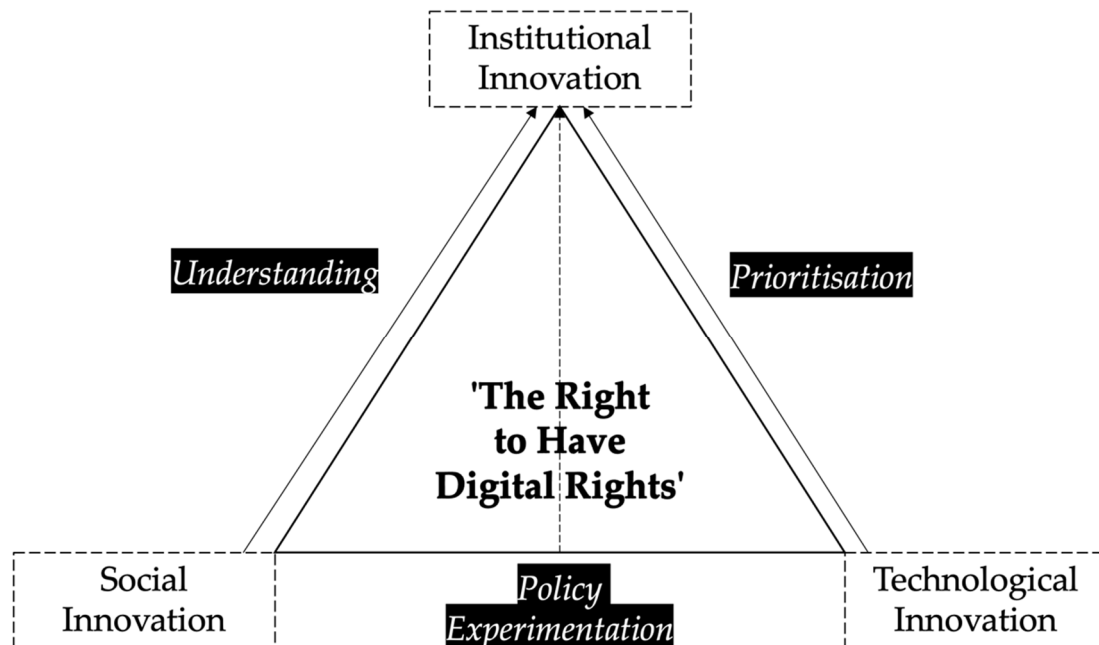 Institutional
Innovation
Understanding
Prioritisation
'The Right
to Have
Digital Rights'
Social
Innovation
Policy
Experimentation
Technological
Innovation